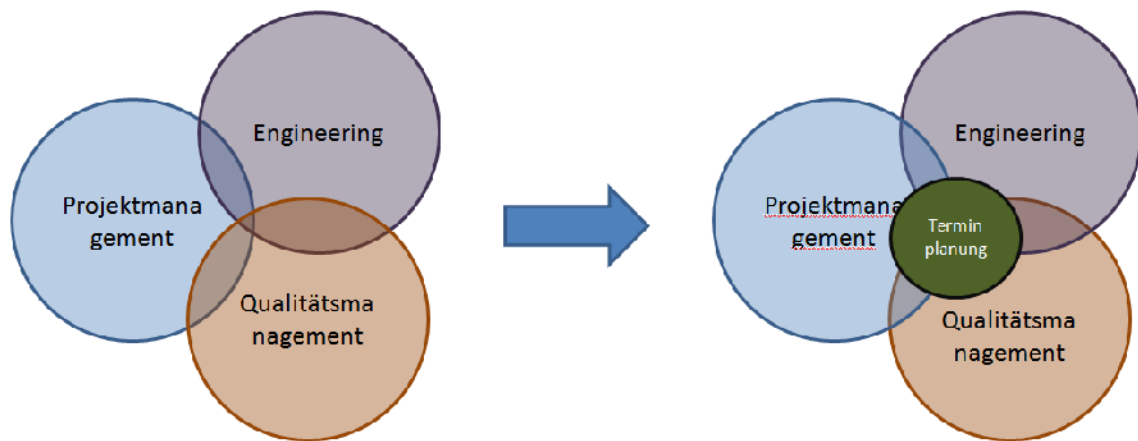 Engineering
Projektmana
gement
Qualitätsma
nagement
Engineering
Projektmana
gement
Termin
planung
Qualitätsma
nagement